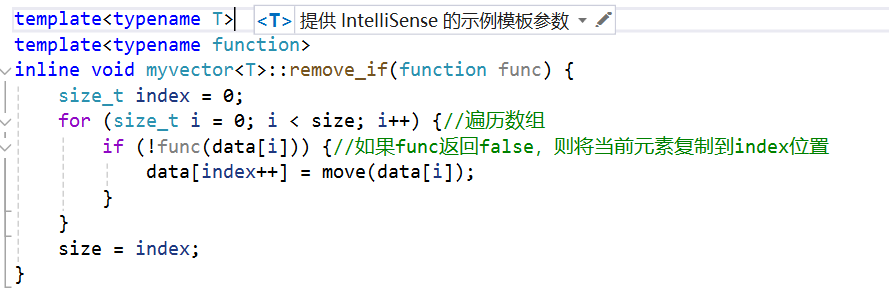 template<typename T> <T> 提供 IntelliSense 的示例模板参数
template<typename function>
inline void myvector<T>::remove_if(function func) {
    size_t index = 0;
    for (size_t i = 0; i < size; i++) {//遍历数组
        if (!func(data[i])) {//如果func返回false，则将当前元素复制到index位置
            data[index++] = move(data[i]);
        }
    }
    size = index;
}